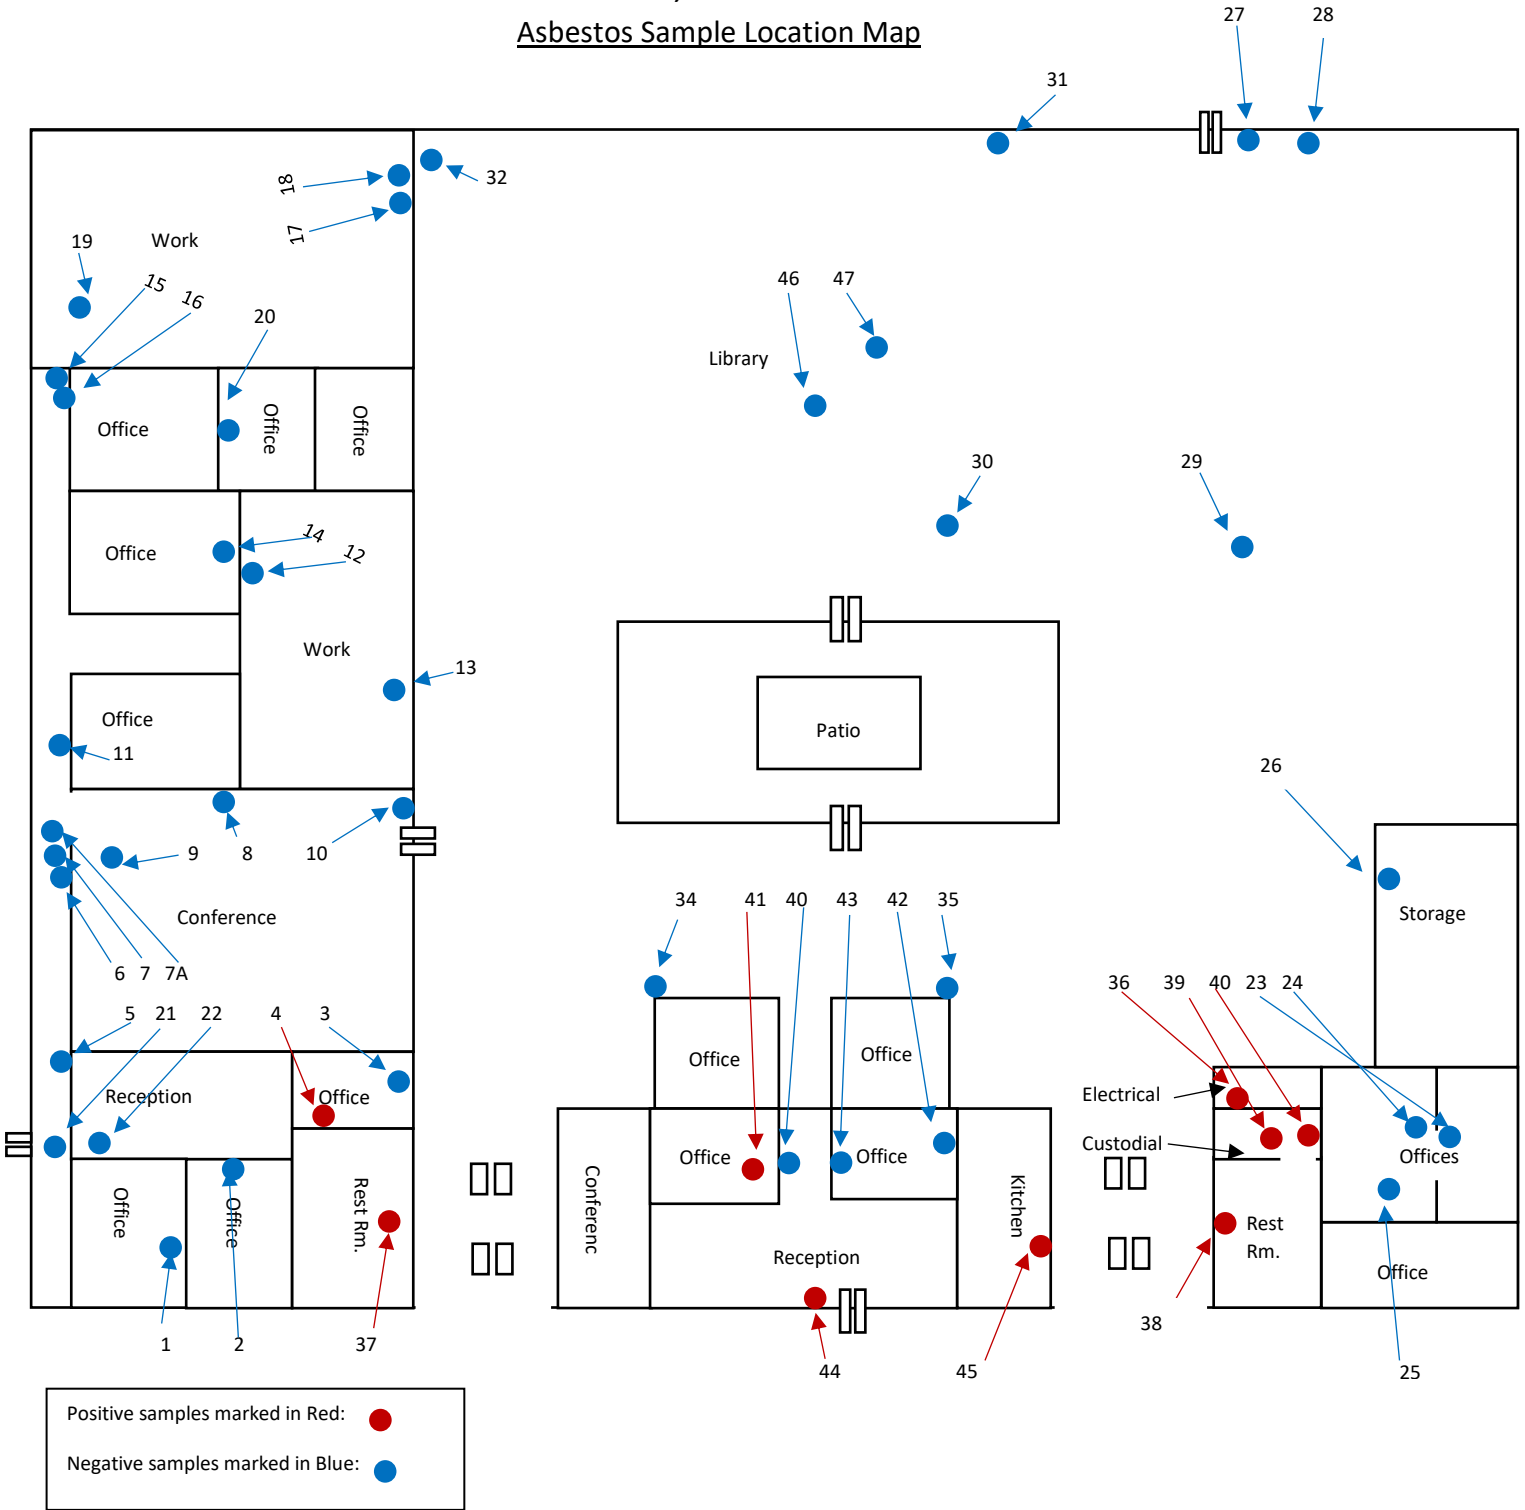 Asbestos Sample Location Map
27
28
31
18
32
17
19
Work
15
16
46
47
20
Library
Office
Office
Office
30
29
14
12
Office
Work
13
Office
Patio
11
26
9
8
10
34
41
40
43
42
35
Storage
Conference
6
7
7A
36
39
40
23
24
5
21
22
4
3
Office
Office
Reception
Office
Electrical
Custodial
Office
Office
Offices
Office
Office
Rest Rm.
Conferenc
Kitchen
Rest
Rm.
Reception
Office
38
1
2
37
44
45
25
Positive samples marked in Red:
Negative samples marked in Blue: